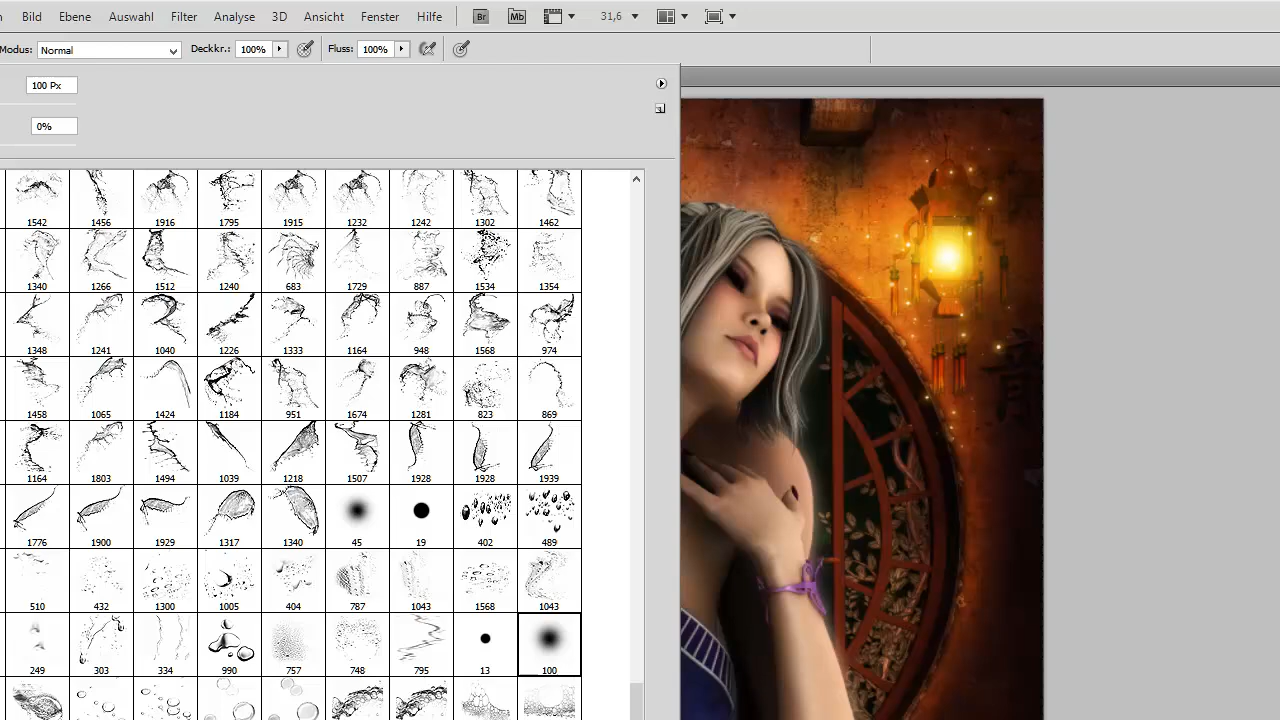 Bild Ebene Auswahl Filter Analyse 3D Ansicht Fenster Hilfe Br Mb 31,6
Modus: Normal Deckkr.: 100% Fluss: 100%
100 Px
0%
1542 1456 1916 1795 1915 1232 1242 1302 1462
1340 1266 1512 1240 683 1729 887 1534 1354
1348 1241 1040 1226 1333 1164 948 1568 974
1458 1065 1424 1184 951 1674 1281 823 869
1164 1803 1494 1039 1218 1507 1928 1928 1939
1776 1900 1929 1317 1340 45 19 402 489
510 432 1300 1005 404 787 1043 1568 1043
249 303 334 990 757 748 795 13 100